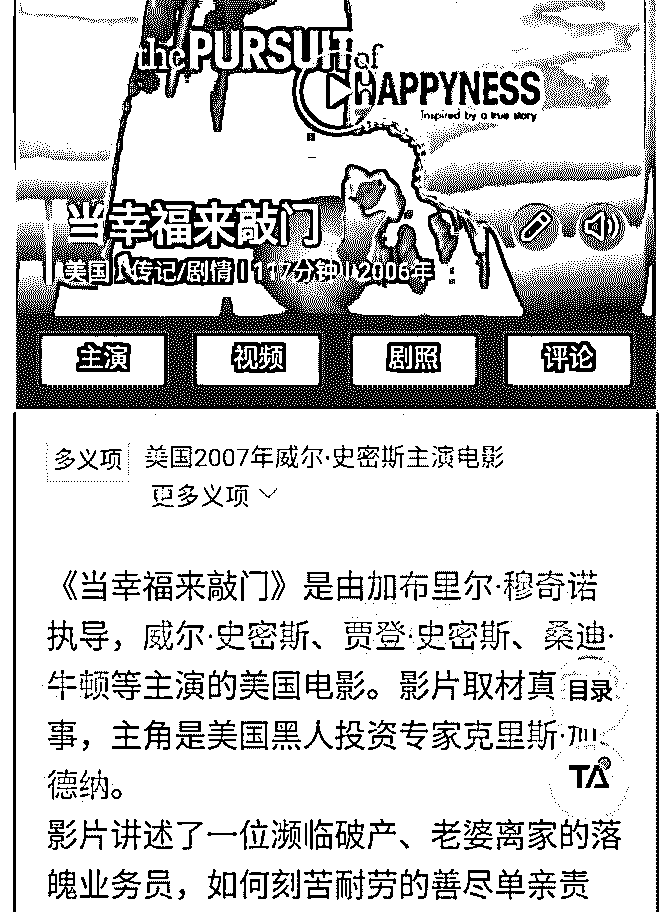 the PURSUIT of
HAPPYNESS
Inspired by a true story
当幸福来敲门
美国 | 传记/剧情 | 117分钟 | 2006年
主演 视频 剧照 评论
多义项 美国2007年威尔·史密斯主演电影
更多义项
《当幸福来敲门》是由加布里尔·穆奇诺
执导，威尔·史密斯、贾登·史密斯、桑迪·
牛顿等主演的美国电影。影片取材真
目录
事，主角是美国黑人投资专家克里斯·加
TA
德纳。
影片讲述了一位濒临破产、老婆离家的落
魄业务员，如何刻苦耐劳的善尽单亲责